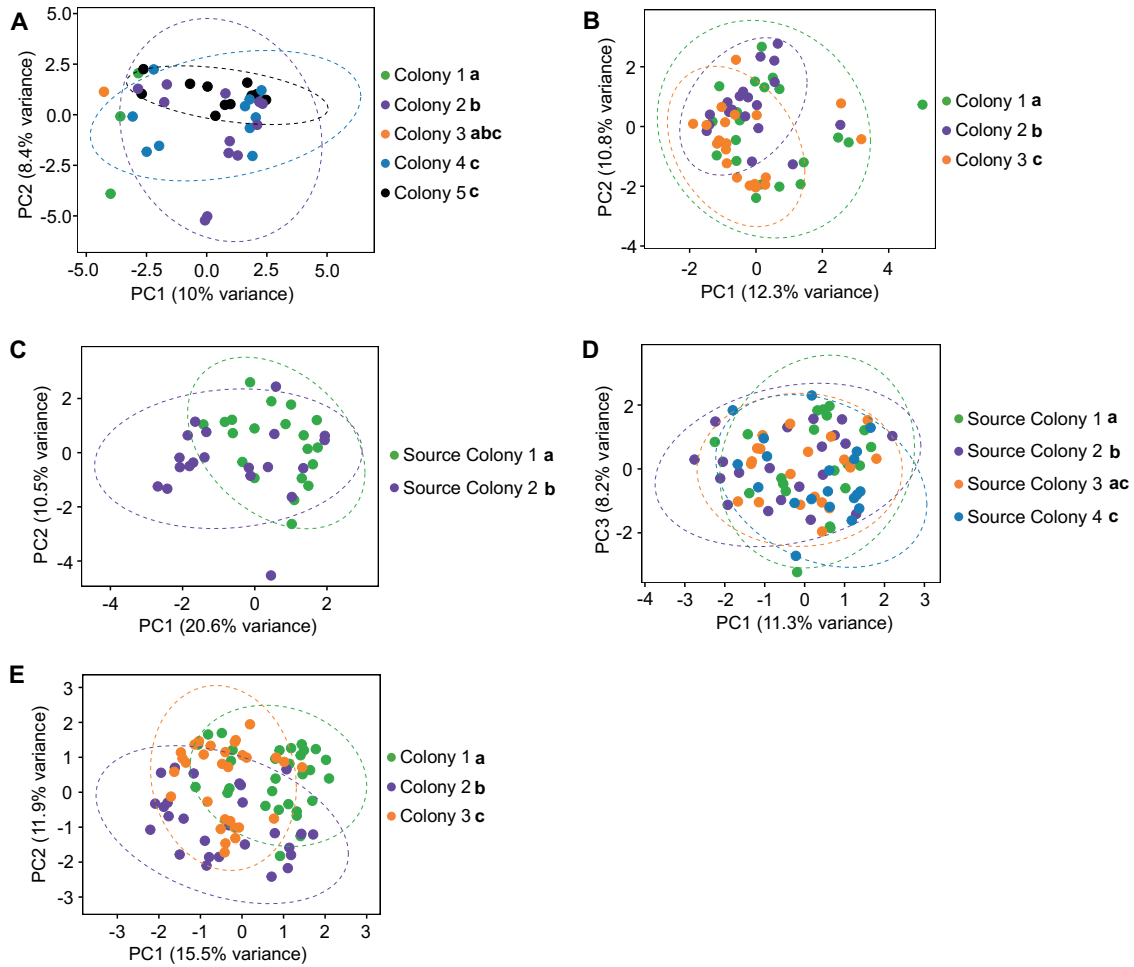 A
5.0
2.5
0.0
-2.5
-5.0
PC2 (8.4% variance)
-5.0 -2.5 0.0 2.5 5.0
PC1 (10% variance)
Colony 1 a
Colony 2 b
Colony 3 abc
Colony 4 c
Colony 5 c
B
2
0
-2
-4
PC2 (10.8% variance)
-2 0 2 4
PC1 (12.3% variance)
Colony 1 a
Colony 2 b
Colony 3 c
C
2
0
-2
-4
PC2 (10.5% variance)
-4 -2 0 2
PC1 (20.6% variance)
Source Colony 1 a
Source Colony 2 b
D
2
0
-2
PC3 (8.2% variance)
-4 -3 -2 -1 0 1 2 3
PC1 (11.3% variance)
Source Colony 1 a
Source Colony 2 b
Source Colony 3 ac
Source Colony 4 c
E
3
2
1
0
-1
-2
-3
PC2 (11.9% variance)
-3 -2 -1 0 1 2 3
PC1 (15.5% variance)
Colony 1 a
Colony 2 b
Colony 3 c